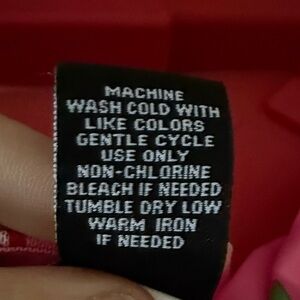 MACHINE
WASH COLD WITH
LIKE COLORS
GENTLE CYCLE
USE ONLY
NON-CHLORINE
BLEACH IF NEEDED
TUMBLE DRY LOW
WARM IRON
IF NEEDED